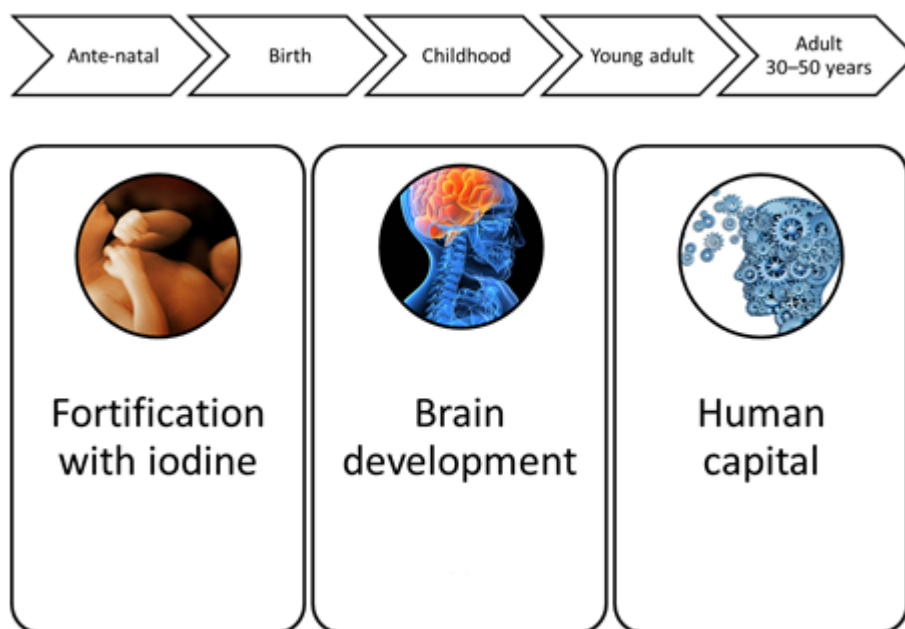 Ante-natal
Birth
Childhood
Young adult
Adult
30–50 years
Fortification
with iodine
Brain
development
Human
capital